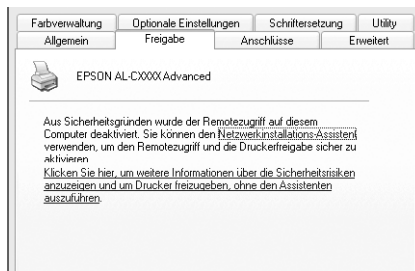 Farbverwaltung Optionale Einstellungen Schriftersetzung Utility
Allgemein Freigabe Anschlüsse Erweitert
EPSON AL-CXXXX Advanced
Aus Sicherheitsgründen wurde der Remotezugriff auf diesem
Computer deaktiviert. Sie können den Netzwerkinstallations-Assistent
verwenden, um den Remotezugriff und die Druckerfreigabe sicher zu
aktivieren
Klicken Sie hier, um weitere Informationen über die Sicherheitsrisiken
anzuzeigen und um Drucker freizugeben, ohne den Assistenten
auszuführen.